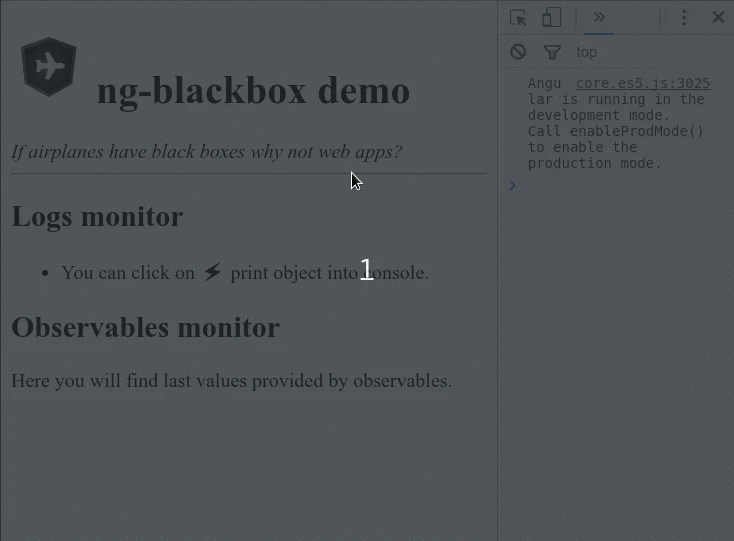 ng-blackbox demo
If airplanes have black boxes why not web apps?
Logs monitor
• You can click on ⚡ print object into console.
1
Observables monitor
Here you will find last values provided by observables.
»
top
Angu core.es5.js:3025
lar is running in the
development mode.
Call enableProdMode()
to enable the
production mode.
>